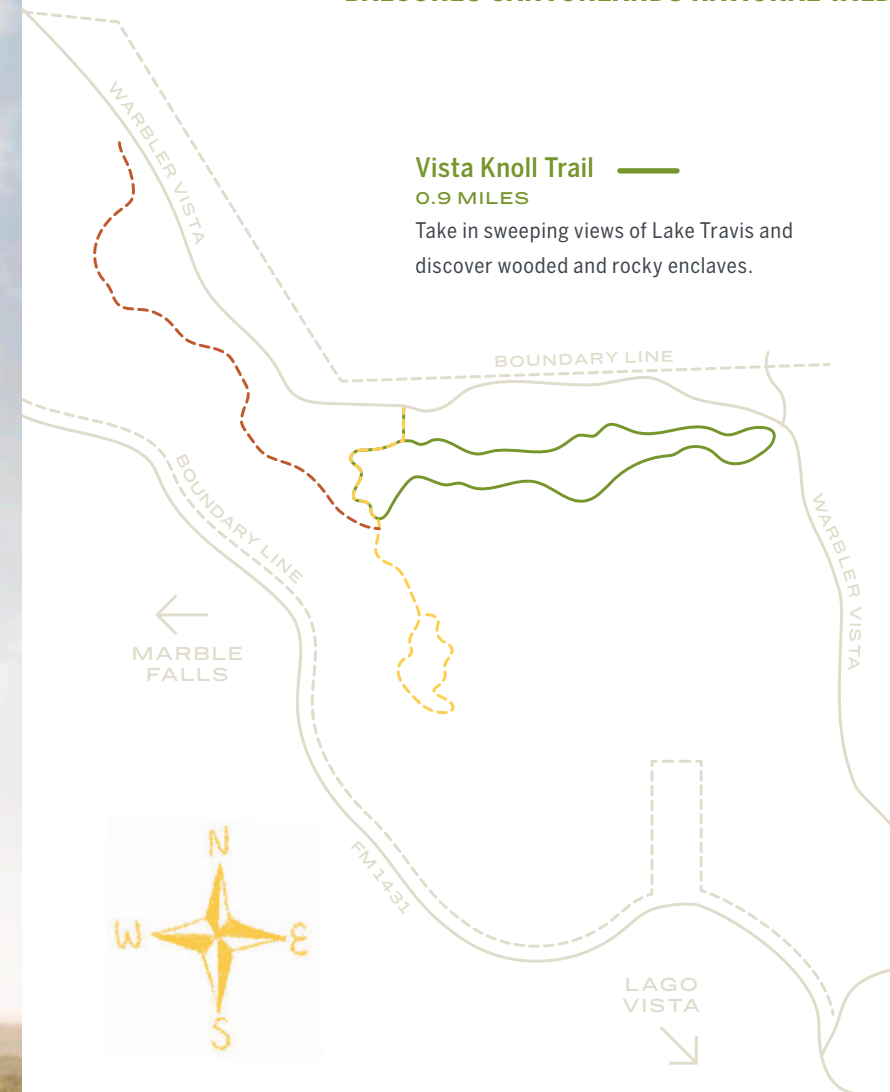 WARBLER VISTA
Vista Knoll Trail
0.9 MILES
Take in sweeping views of Lake Travis and
discover wooded and rocky enclaves.
BOUNDARY LINE
BOUNDARY LINE
WARBLER VISTA
MARBLE
FALLS
FM 1431
N
W
E
S
LAGO
VISTA